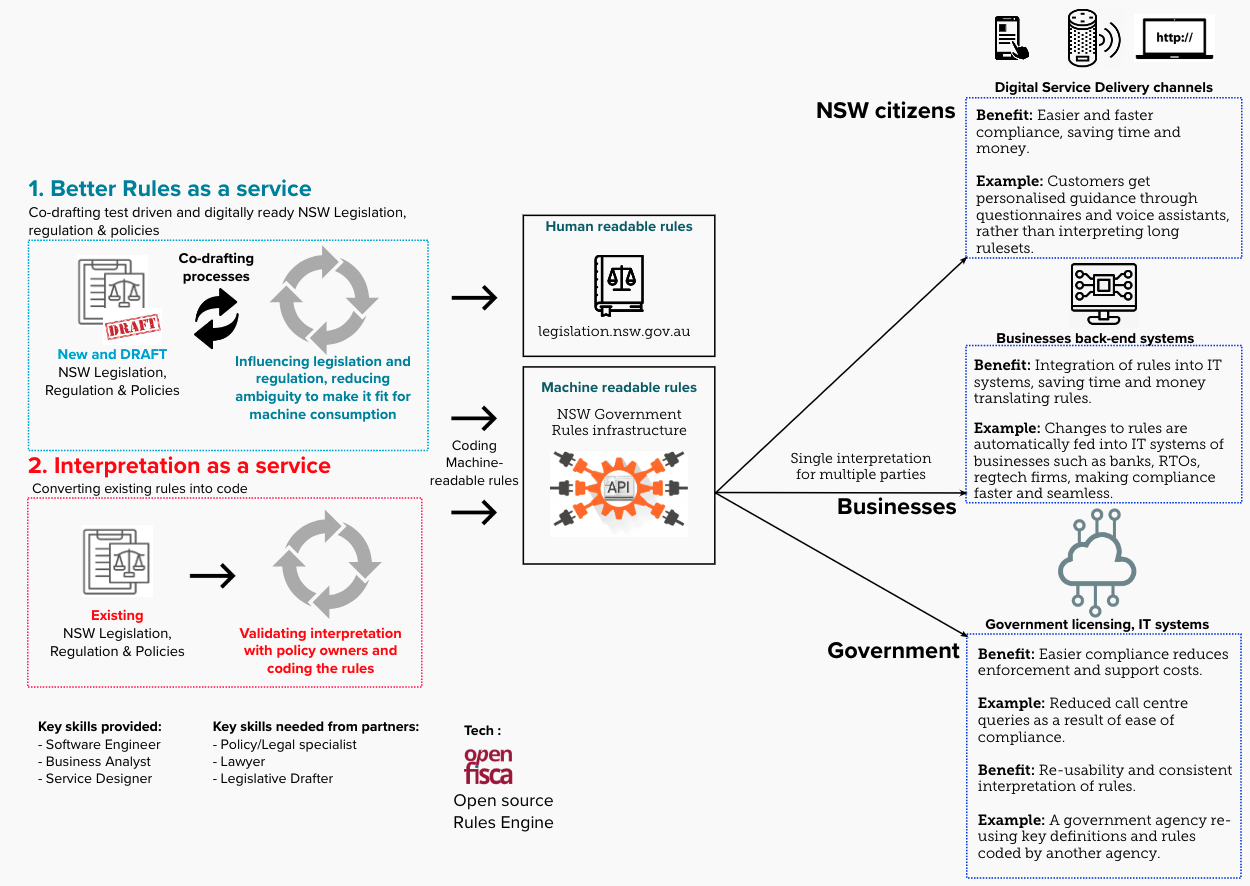 1. Better Rules as a service
Co-drafting test driven and digitally ready NSW Legislation,
regulation & policies
Co-drafting
processes
DRAFT
New and DRAFT
NSW Legislation,
Regulation & Policies
Influencing legislation and
regulation, reducing
ambiguity to make it fit for
machine consumption
2. Interpretation as a service
Converting existing rules into code
Existing
NSW Legislation,
Regulation & Policies
Validating interpretation
with policy owners and
coding the rules
Key skills provided:
- Software Engineer
- Business Analyst
- Service Designer
Key skills needed from partners:
- Policy/Legal specialist
- Lawyer
- Legislative Drafter
Tech :
open
fisca
Open source
Rules Engine
Coding
Machine-
readable rules
Human readable rules
legislation.nsw.gov.au
Machine readable rules
NSW Government
Rules infrastructure
API
Single interpretation
for multiple parties
NSW citizens
http://
Digital Service Delivery channels
Benefit: Easier and faster
compliance, saving time and
money.
Example: Customers get
personalised guidance through
questionnaires and voice assistants,
rather than interpreting long
rulesets.
Businesses
Businesses back-end systems
Benefit: Integration of rules into IT
systems, saving time and money
translating rules.
Example: Changes to rules are
automatically fed into IT systems of
businesses such as banks, RTOs,
regtech firms, making compliance
faster and seamless.
Government
Government licensing, IT systems
Benefit: Easier compliance reduces
enforcement and support costs.
Example: Reduced call centre
queries as a result of ease of
compliance.
Benefit: Re-usability and consistent
interpretation of rules.
Example: A government agency re-
using key definitions and rules
coded by another agency.